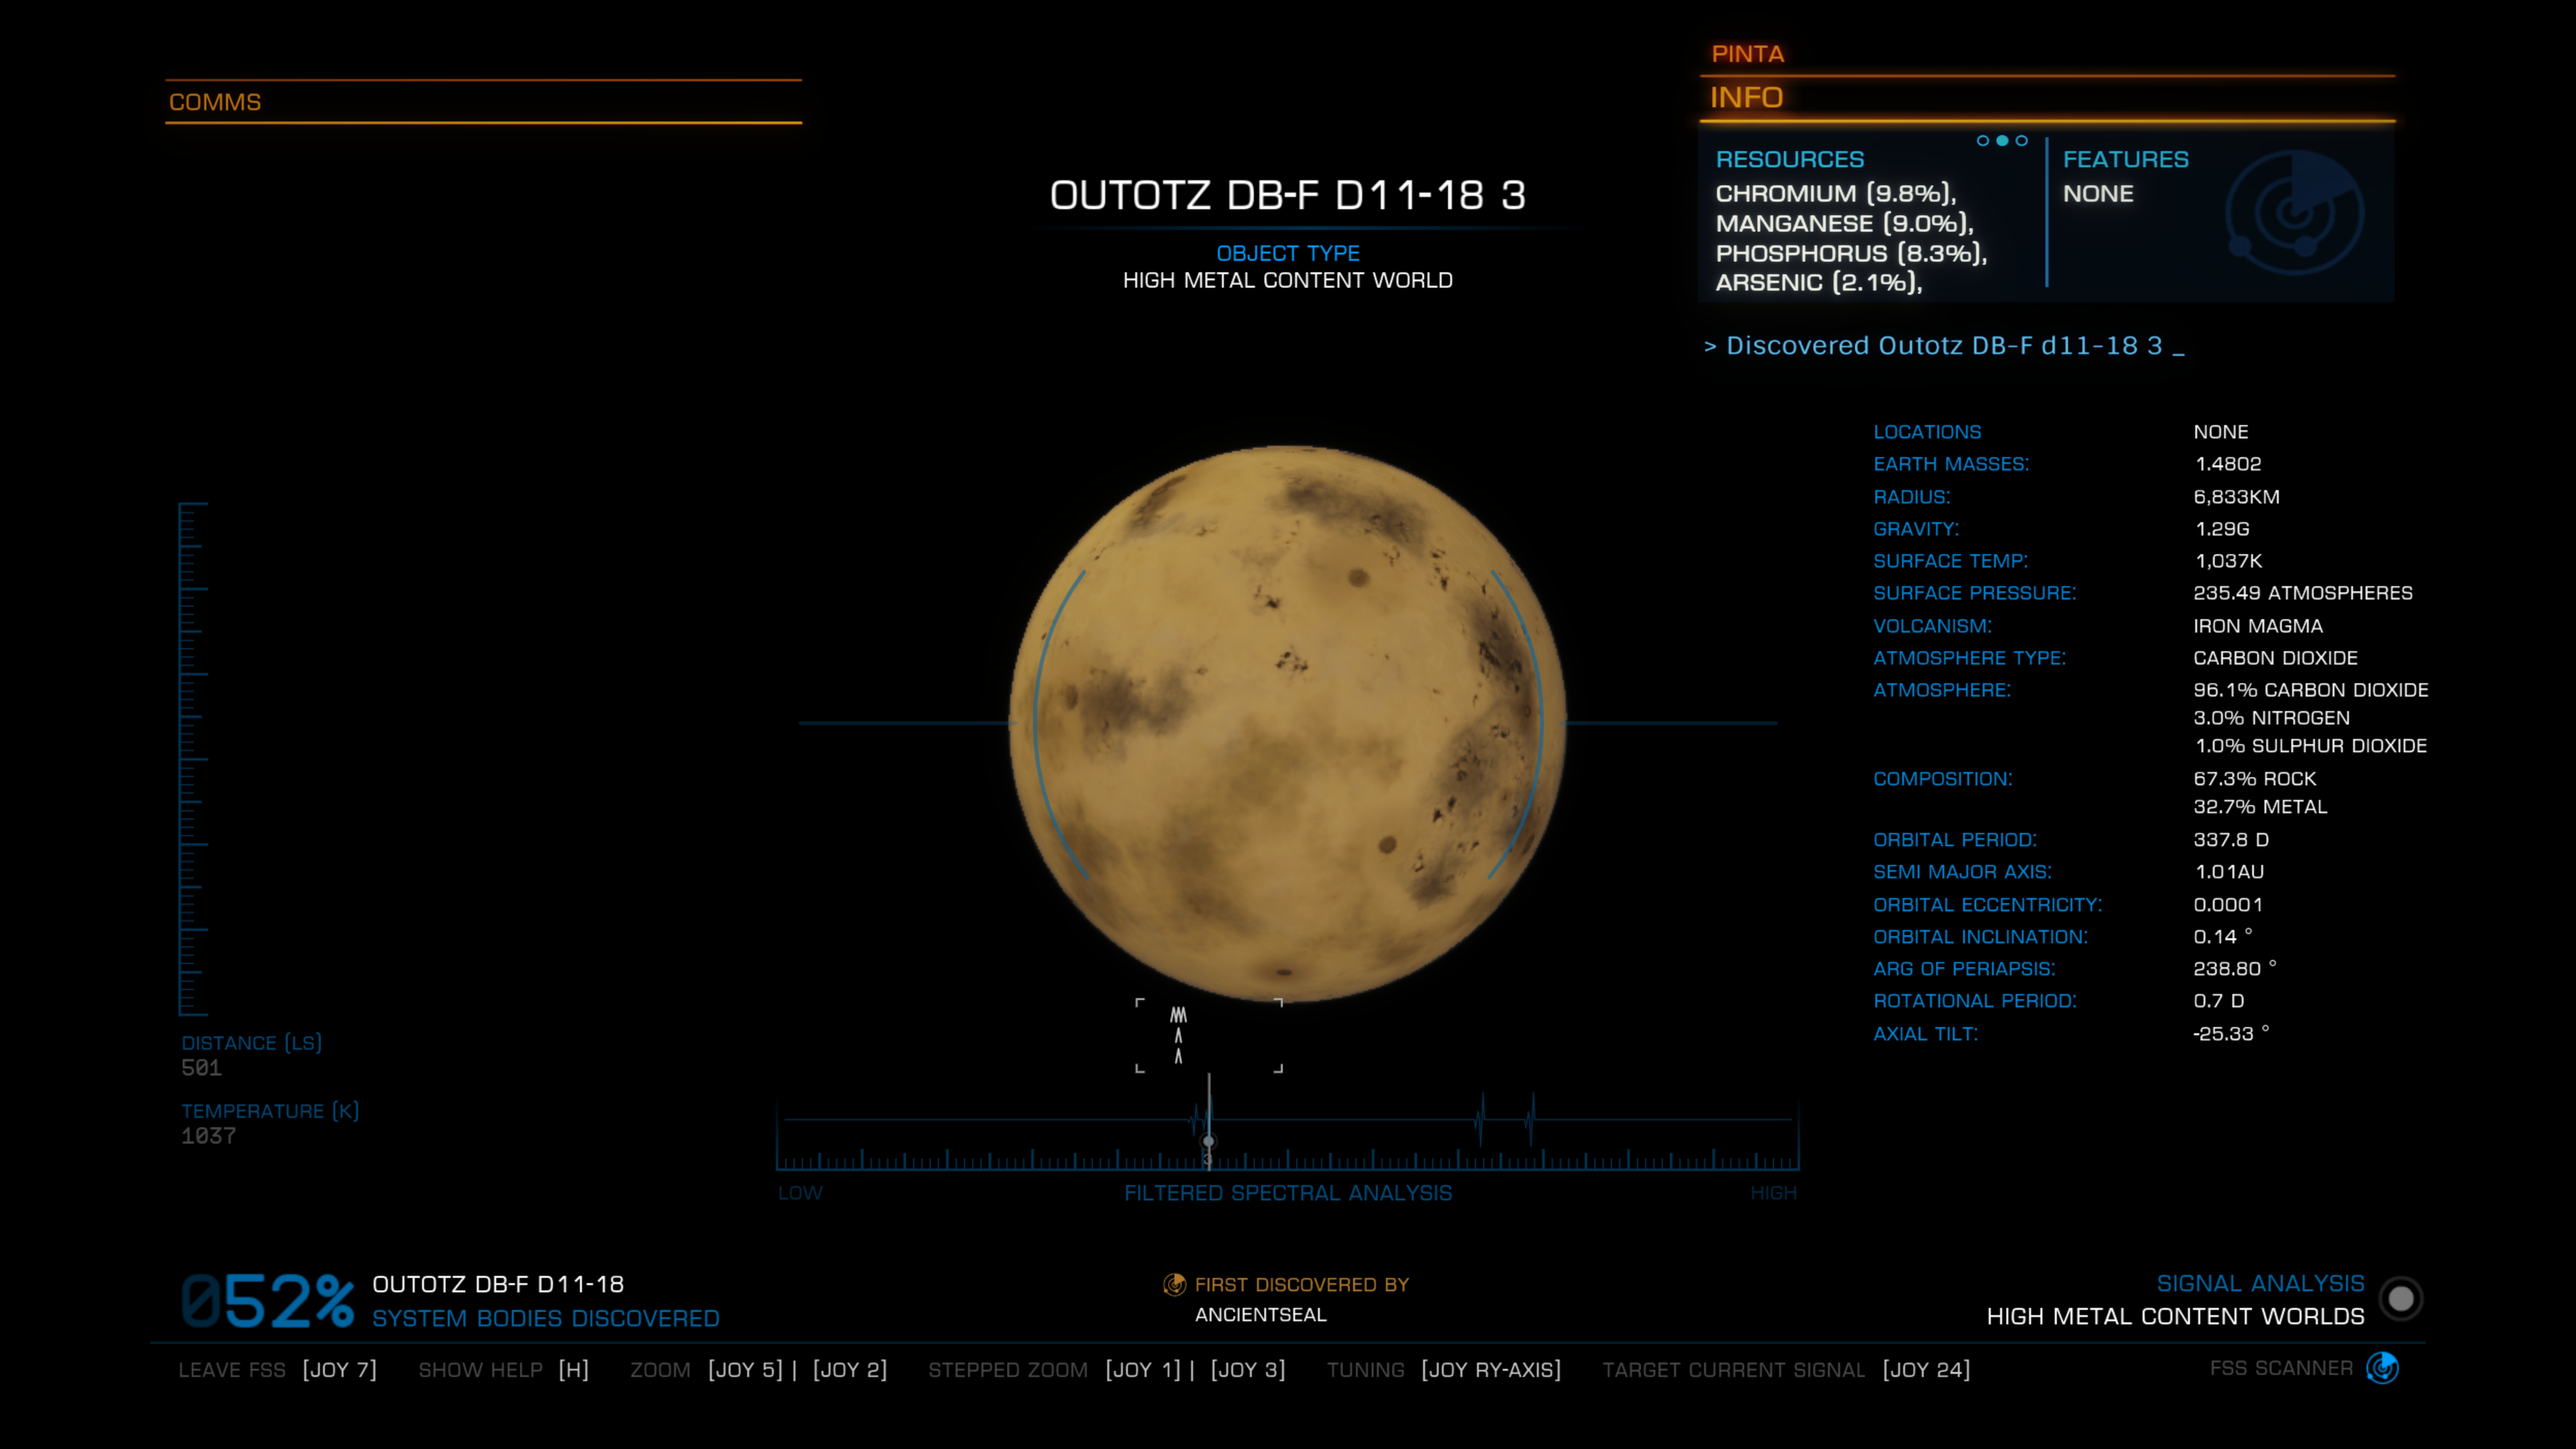 PINTA
COMMS
INFO
RESOURCES
CHROMIUM (9.8%),
MANGANESE (9.0%),
PHOSPHORUS (8.3%),
ARSENIC (2.1%),
FEATURES
NONE
> Discovered Outotz DB-F d11-18 3 _
OUTOTZ DB-F D11-18 3
OBJECT TYPE
HIGH METAL CONTENT WORLD
LOCATIONS NONE
EARTH MASSES: 1.4802
RADIUS: 6,833KM
GRAVITY: 1.29G
SURFACE TEMP: 1,037K
SURFACE PRESSURE: 235.49 ATMOSPHERES
VOLCANISM: IRON MAGMA
ATMOSPHERE TYPE: CARBON DIOXIDE
ATMOSPHERE: 96.1% CARBON DIOXIDE
3.0% NITROGEN
1.0% SULPHUR DIOXIDE
COMPOSITION: 67.3% ROCK
32.7% METAL
ORBITAL PERIOD: 337.8 D
SEMI MAJOR AXIS: 1.01AU
ORBITAL ECCENTRICITY: 0.0001
ORBITAL INCLINATION: 0.14 °
ARG OF PERIAPSIS: 238.80 °
ROTATIONAL PERIOD: 0.7 D
AXIAL TILT: -25.33 °
DISTANCE (LS)
501
TEMPERATURE (K)
1037
3
LOW FILTERED SPECTRAL ANALYSIS HIGH
052% OUTOTZ DB-F D11-18
SYSTEM BODIES DISCOVERED
FIRST DISCOVERED BY
ANCIENTSEAL
SIGNAL ANALYSIS
HIGH METAL CONTENT WORLDS
LEAVE FSS [JOY 7] SHOW HELP [H] ZOOM [JOY 5] | [JOY 2] STEPPED ZOOM [JOY 1] | [JOY 3] TUNING [JOY RY-AXIS] TARGET CURRENT SIGNAL [JOY 24] FSS SCANNER